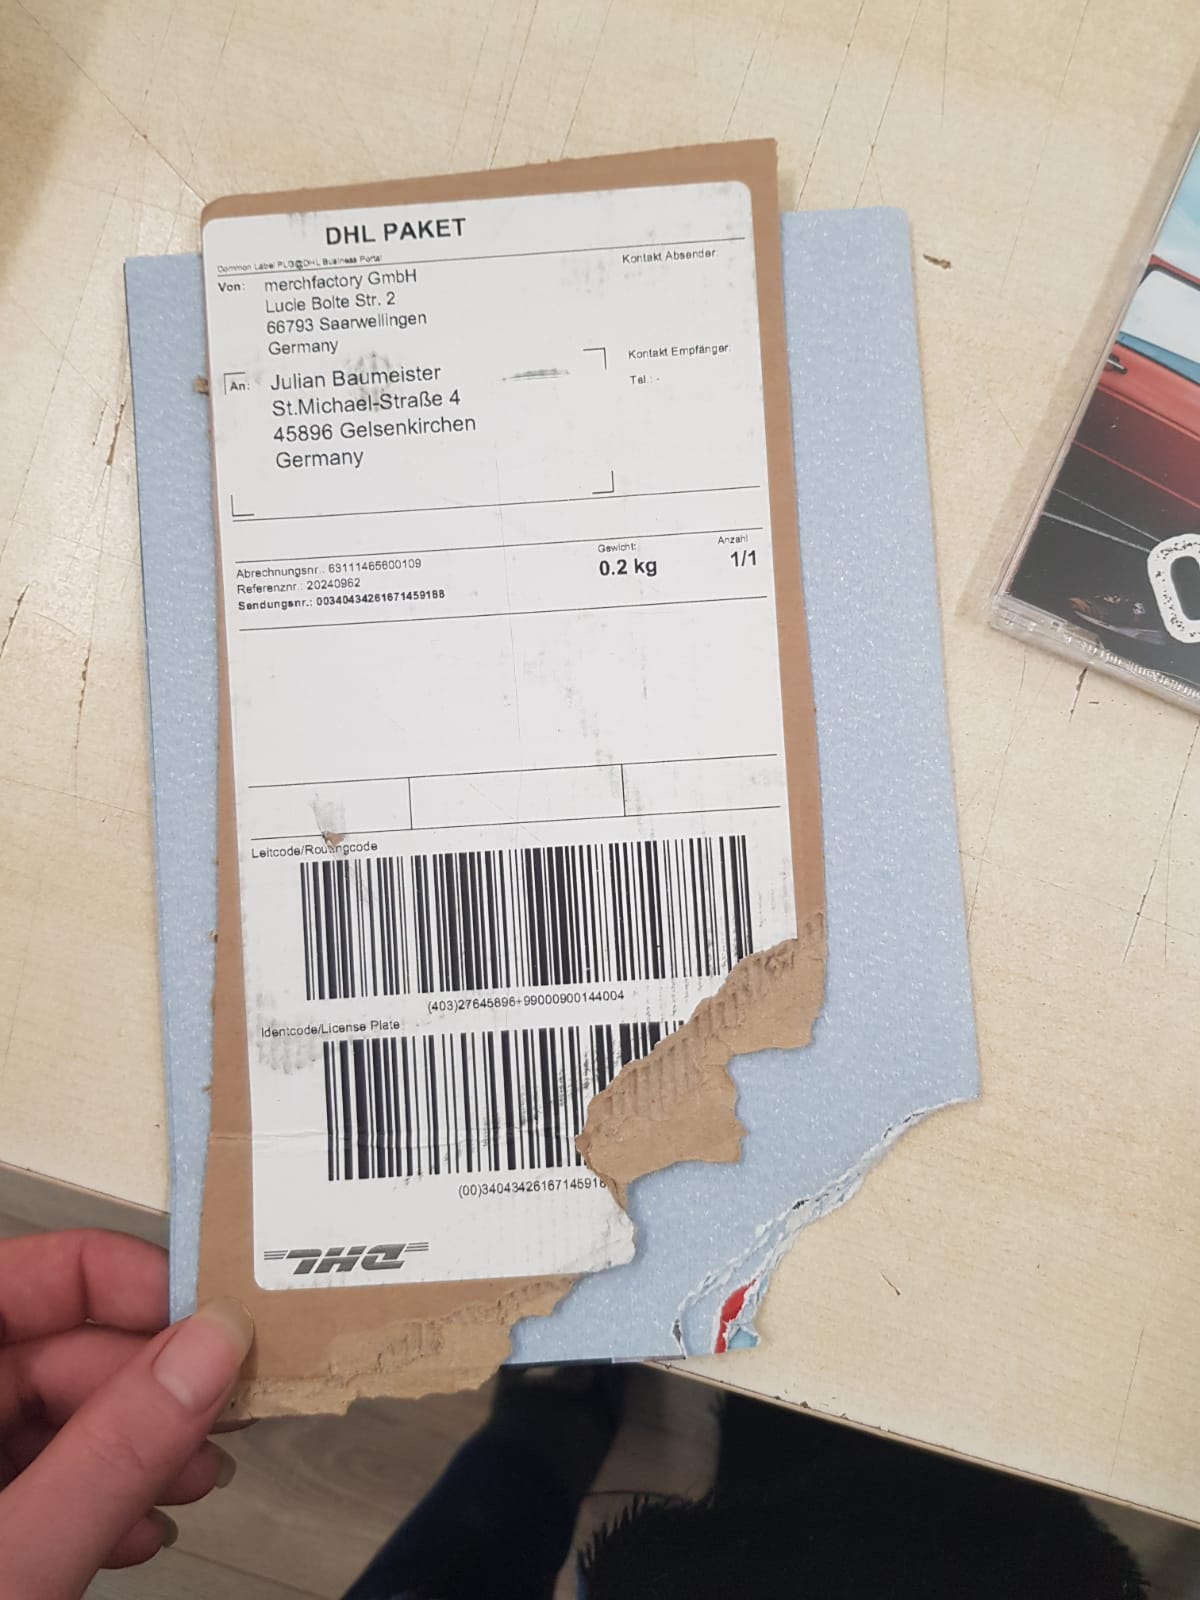 DHL PAKET
Common Label PLG@DHL Business Portal
Kontakt Absender:
Von: merchfactory GmbH
Lucie Bolte Str. 2
66793 Saarwellingen
Germany
Kontakt Empfänger:
Tel.: -
An: Julian Baumeister
St.Michael-Straße 4
45896 Gelsenkirchen
Germany
Abrechnungsnr.: 63111465600109
Referenznr.: 20240962
Sendungsnr.: 00340434261671459188
Gewicht:
0.2 kg
Anzahl
1/1
Leitcode/Routingcode
(403)27645896+99000900144004
Identcode/License Plate
(00)34043426167145918
DHL